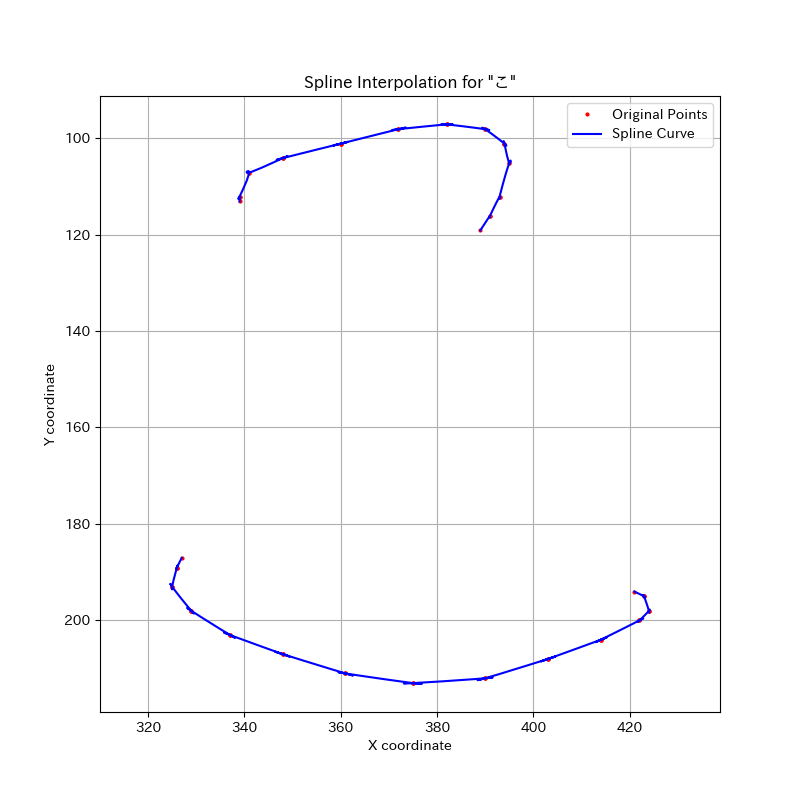 Spline Interpolation for "こ"
Original Points
Spline Curve
100
120
140
160
180
200
Y coordinate
320
340
360
380
400
420
X coordinate